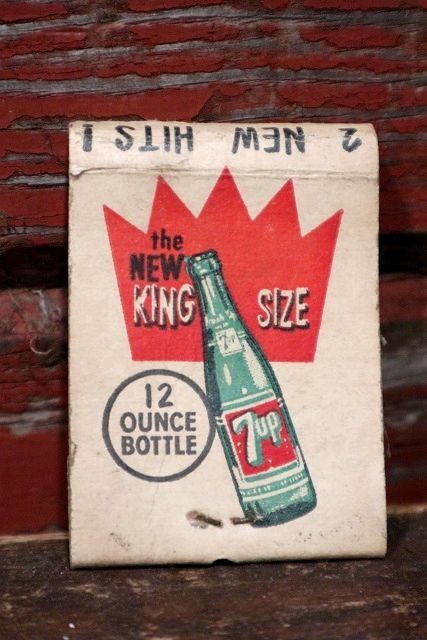 2 NEW HITS!
the
NEW
KING SIZE
12
OUNCE
BOTTLE
7up